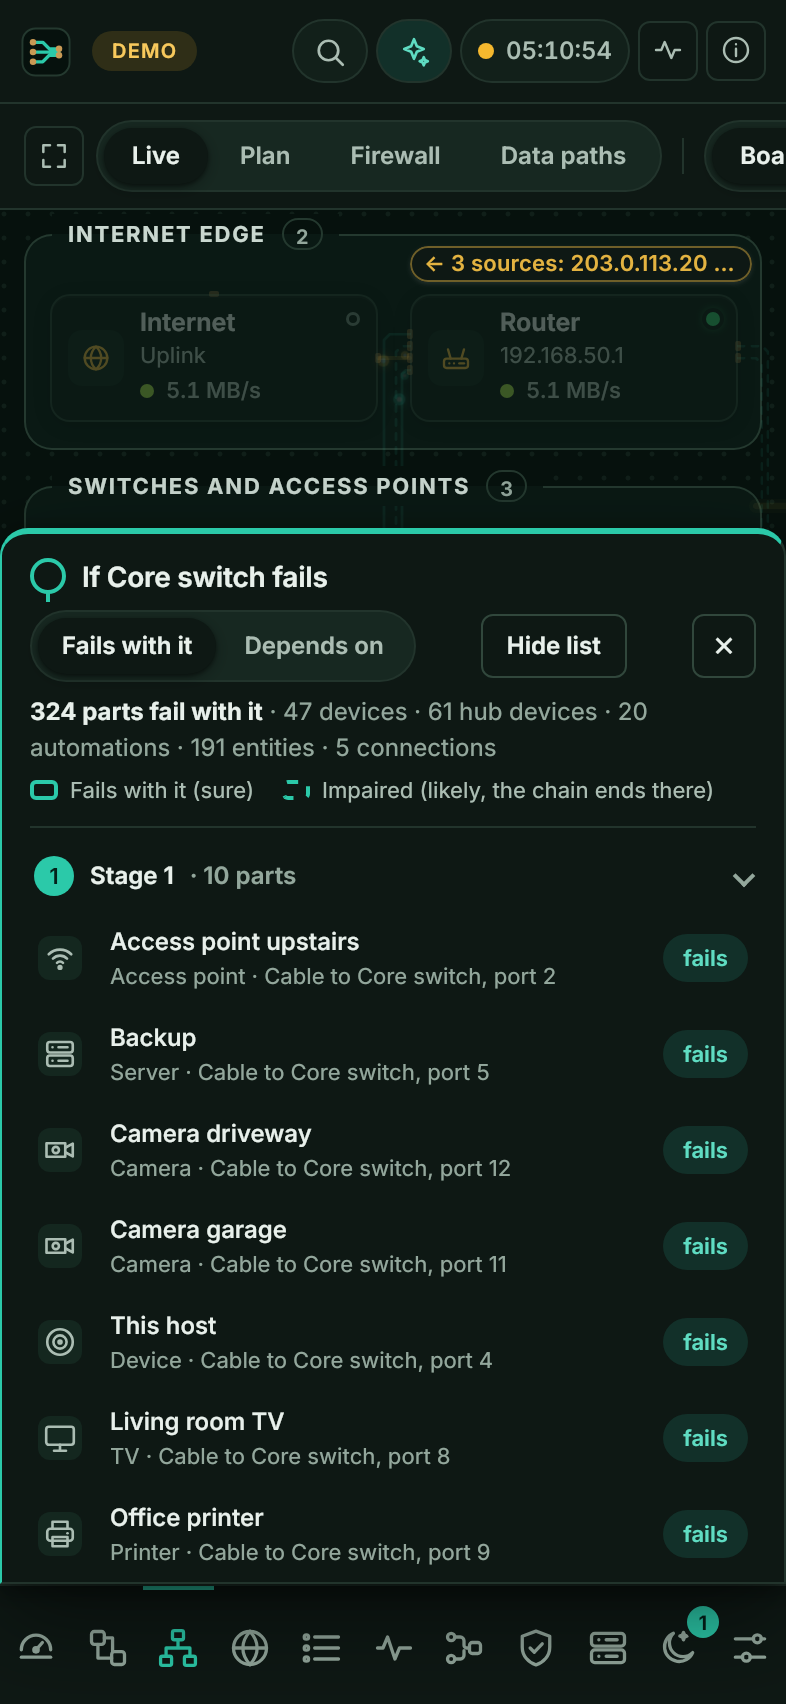 DEMO
05:10:54
Live
Plan
Firewall
Data paths
Boa
INTERNET EDGE 2
← 3 sources: 203.0.113.20 ...
Internet
Uplink
5.1 MB/s
Router
192.168.50.1
5.1 MB/s
SWITCHES AND ACCESS POINTS 3
If Core switch fails
Fails with it
Depends on
Hide list
324 parts fail with it · 47 devices · 61 hub devices · 20
automations · 191 entities · 5 connections
Fails with it (sure)
Impaired (likely, the chain ends there)
1 Stage 1 · 10 parts
Access point upstairs
Access point · Cable to Core switch, port 2
fails
Backup
Server · Cable to Core switch, port 5
fails
Camera driveway
Camera · Cable to Core switch, port 12
fails
Camera garage
Camera · Cable to Core switch, port 11
fails
This host
Device · Cable to Core switch, port 4
fails
Living room TV
TV · Cable to Core switch, port 8
fails
Office printer
Printer · Cable to Core switch, port 9
fails
1